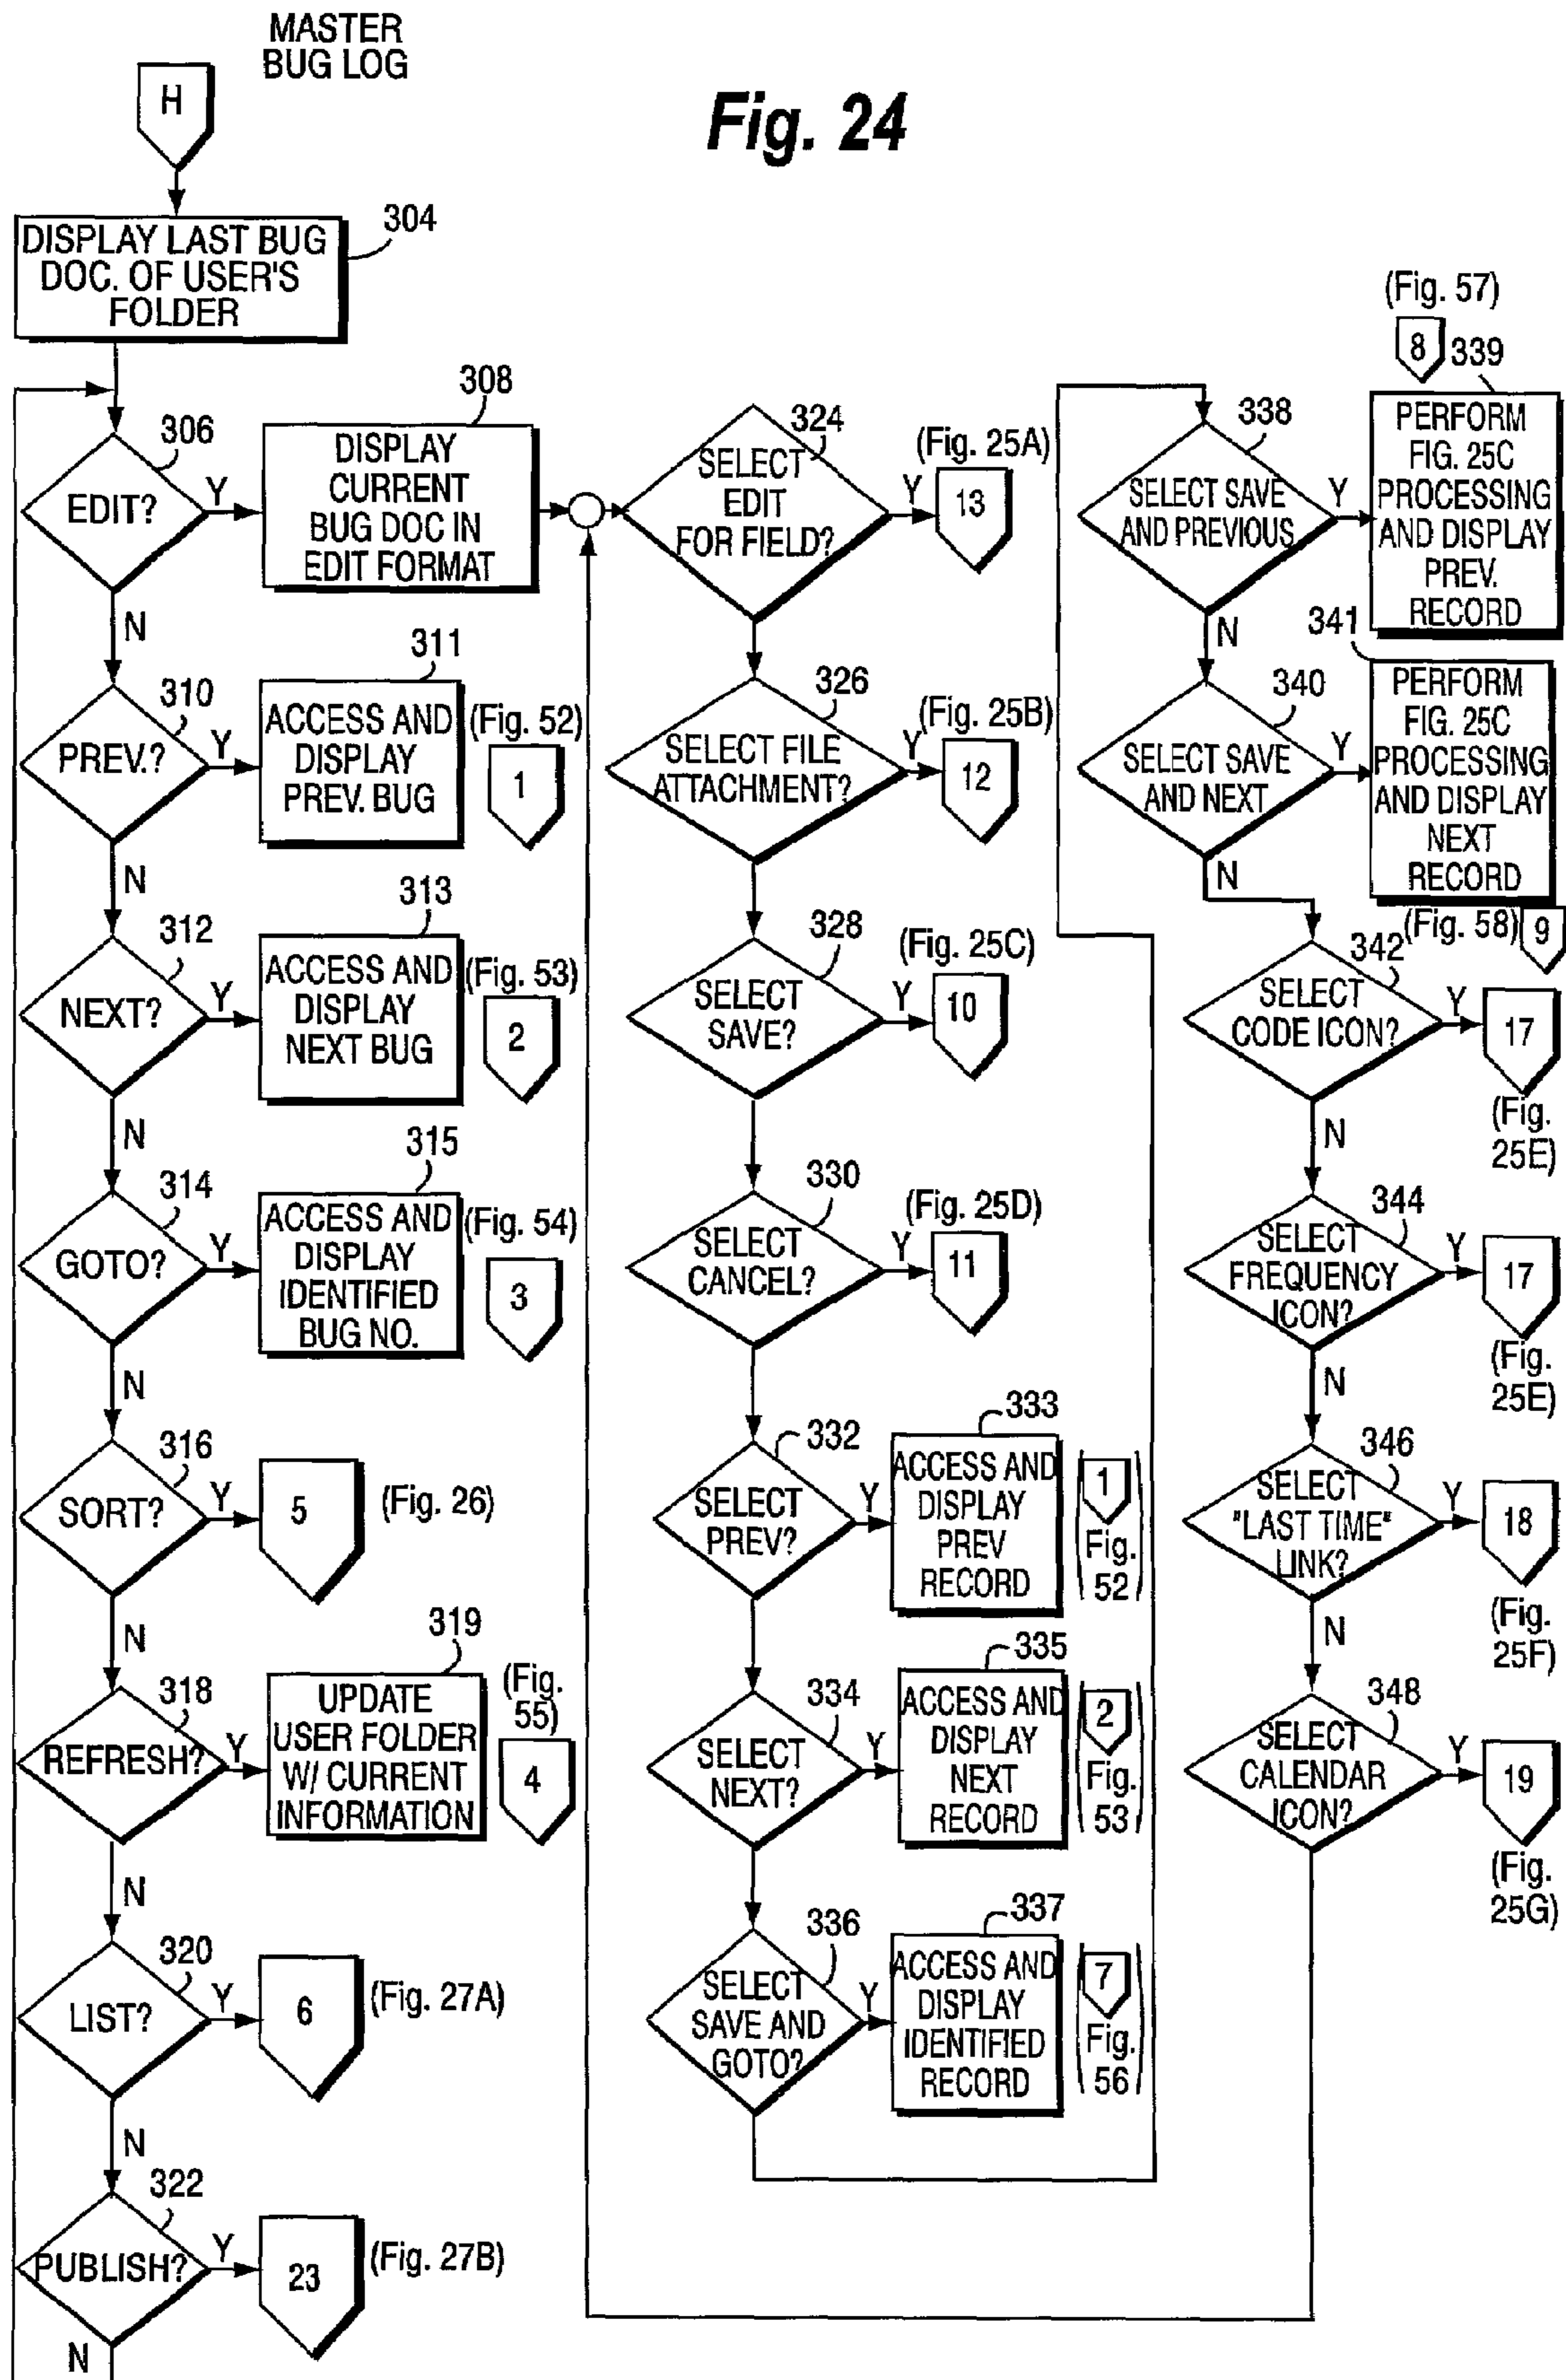 MASTER
BUG LOG
H
Fig. 24
304
DISPLAY LAST BUG
DOC. OF USER'S
FOLDER
306
EDIT?
Y
N
308
DISPLAY
CURRENT
BUG DOC IN
EDIT FORMAT
310
PREV.?
Y
N
311
ACCESS AND
DISPLAY
PREV. BUG
(Fig. 52)
1
312
NEXT?
Y
N
313
ACCESS AND
DISPLAY
NEXT BUG
(Fig. 53)
2
314
GOTO?
Y
N
315
ACCESS AND
DISPLAY
IDENTIFIED
BUG NO.
(Fig. 54)
3
316
SORT?
Y
N
5
(Fig. 26)
318
REFRESH?
Y
N
319
UPDATE
USER FOLDER
W/ CURRENT
INFORMATION
(Fig.
55)
4
320
LIST?
Y
N
6
(Fig. 27A)
322
PUBLISH?
Y
N
23
(Fig. 27B)
324
SELECT
EDIT
FOR FIELD?
Y
(Fig. 25A)
13
326
SELECT FILE
ATTACHMENT?
Y
(Fig. 25B)
12
328
SELECT
SAVE?
Y
(Fig. 25C)
10
330
SELECT
CANCEL?
Y
(Fig. 25D)
11
332
SELECT
PREV?
Y
333
ACCESS AND
DISPLAY
PREV
RECORD
(1
Fig.
52)
334
SELECT
NEXT?
Y
335
ACCESS AND
DISPLAY
NEXT
RECORD
(2
Fig.
53)
336
SELECT
SAVE AND
GOTO?
Y
337
ACCESS AND
DISPLAY
IDENTIFIED
RECORD
(7
Fig.
56)
338
SELECT SAVE
AND PREVIOUS
Y
N
(Fig. 57)
8
339
PERFORM
FIG. 25C
PROCESSING
AND DISPLAY
PREV.
RECORD
340
SELECT SAVE
AND NEXT
Y
N
341
PERFORM
FIG. 25C
PROCESSING
AND DISPLAY
NEXT
RECORD
(Fig. 58)
9
342
SELECT
CODE ICON?
Y
N
17
(Fig.
25E)
344
SELECT
FREQUENCY
ICON?
Y
N
17
(Fig.
25E)
346
SELECT
"LAST TIME"
LINK?
Y
N
18
(Fig.
25F)
348
SELECT
CALENDAR
ICON?
Y
19
(Fig.
25G)